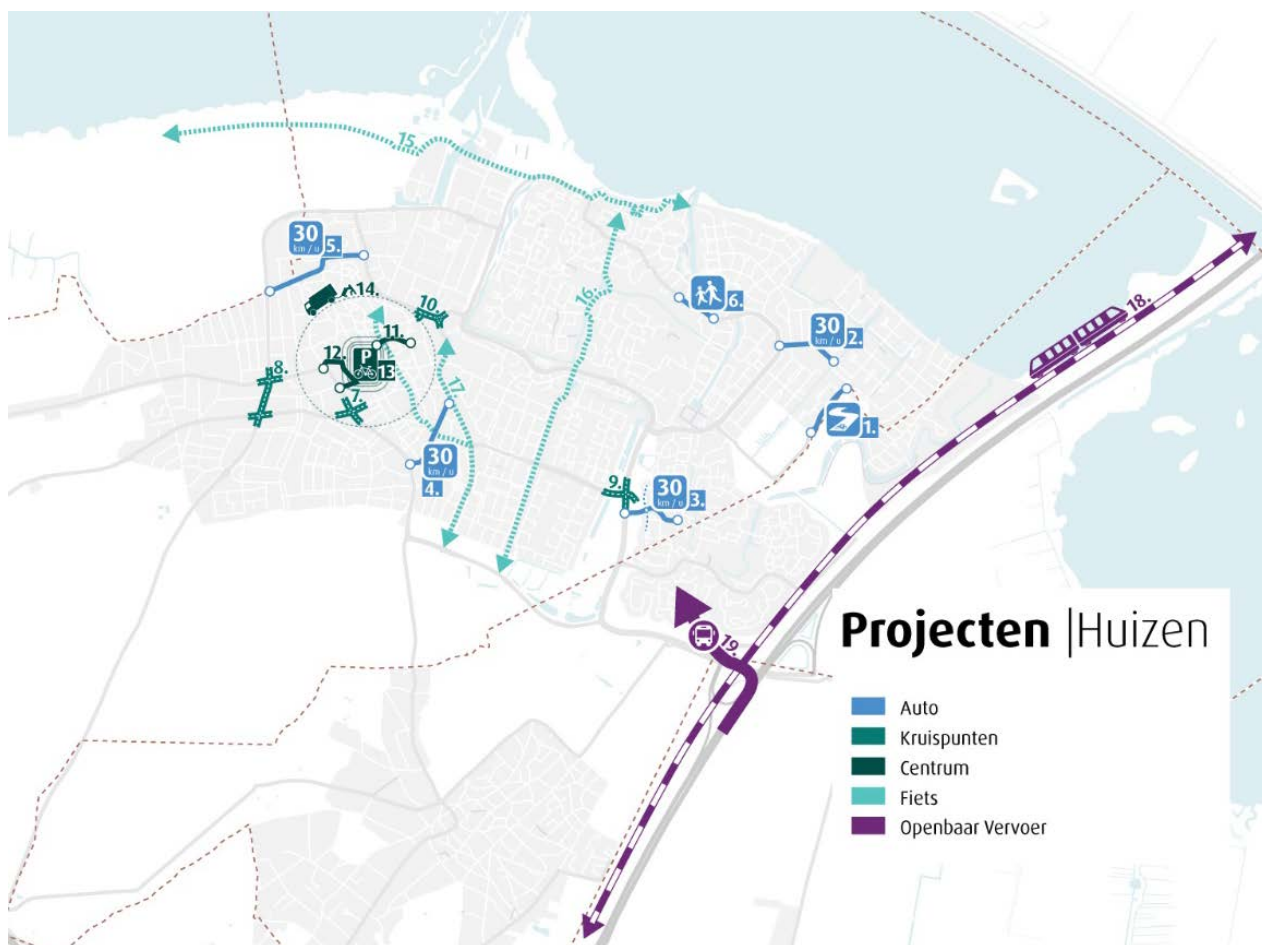 15.
30
km / u
5.
14.
10.
16.
6.
18.
11.
30
km / u
2.
12.
P
13
8.
17.
7.
1.
30
km / u
4.
9.
30
km / u
3.
Projecten |Huizen
19.
Auto
Kruispunten
Centrum
Fiets
Openbaar Vervoer